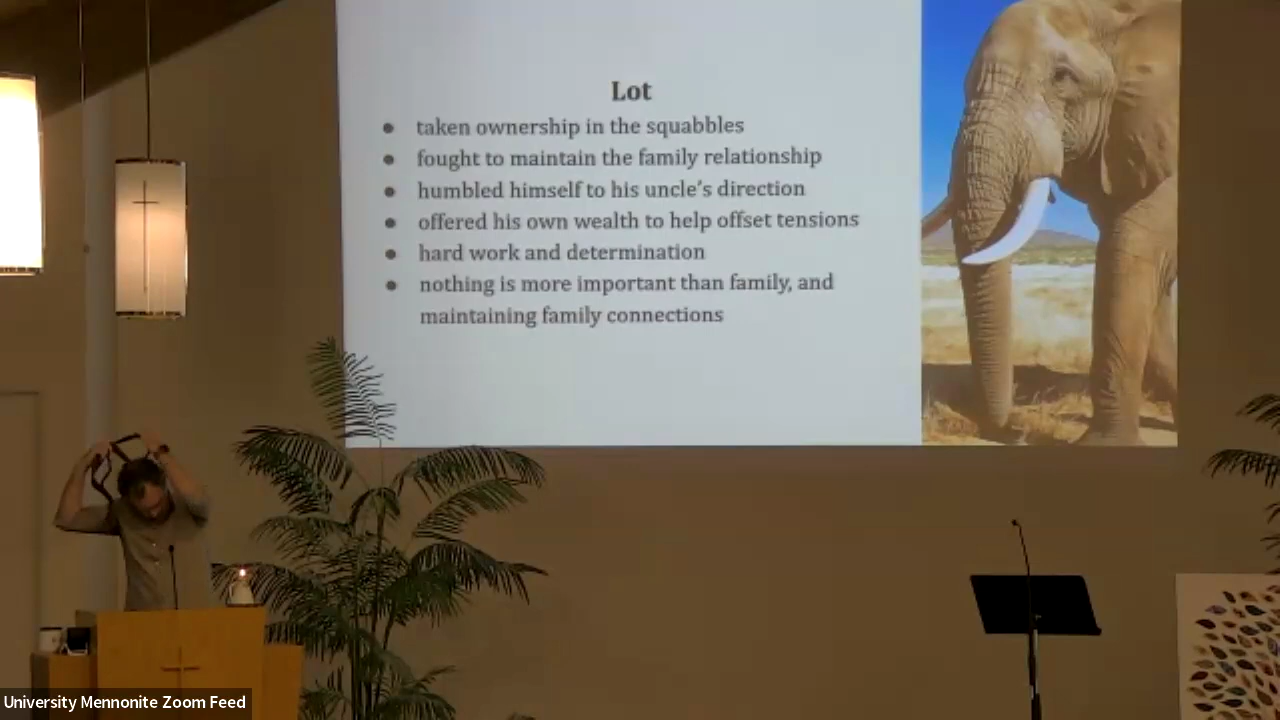 Lot
● taken ownership in the squabbles
● fought to maintain the family relationship
● humbled himself to his uncle's direction
● offered his own wealth to help offset tensions
● hard work and determination
● nothing is more important than family, and
maintaining family connections
University Mennonite Zoom Feed